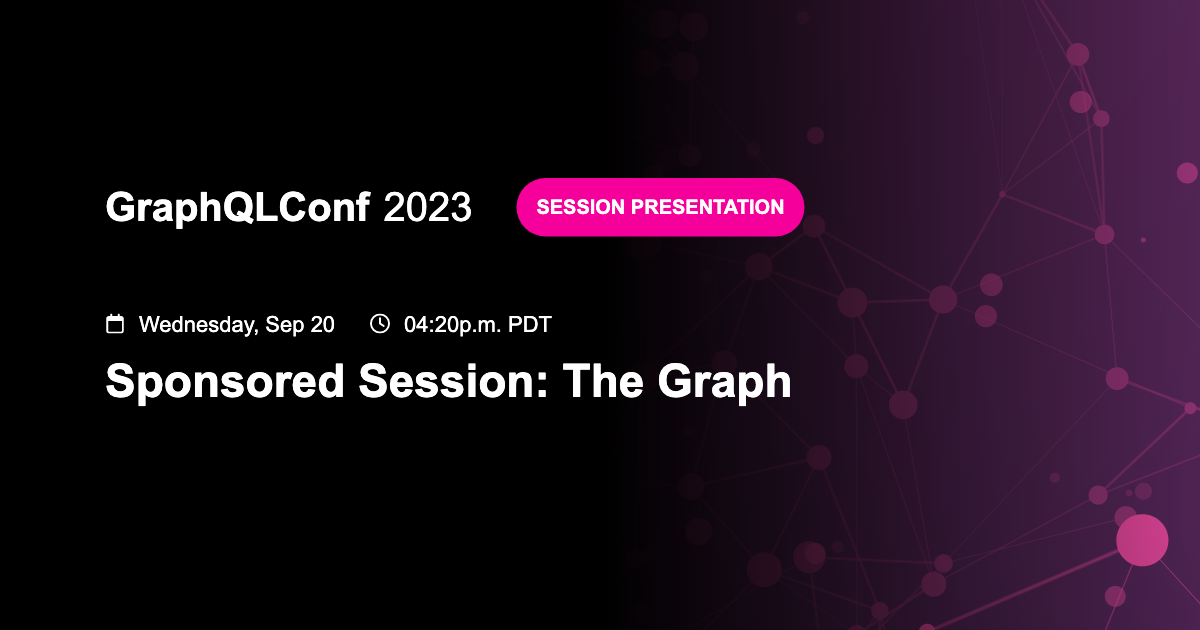 GraphQLConf 2023
SESSION PRESENTATION
Wednesday, Sep 20 04:20p.m. PDT
Sponsored Session: The Graph